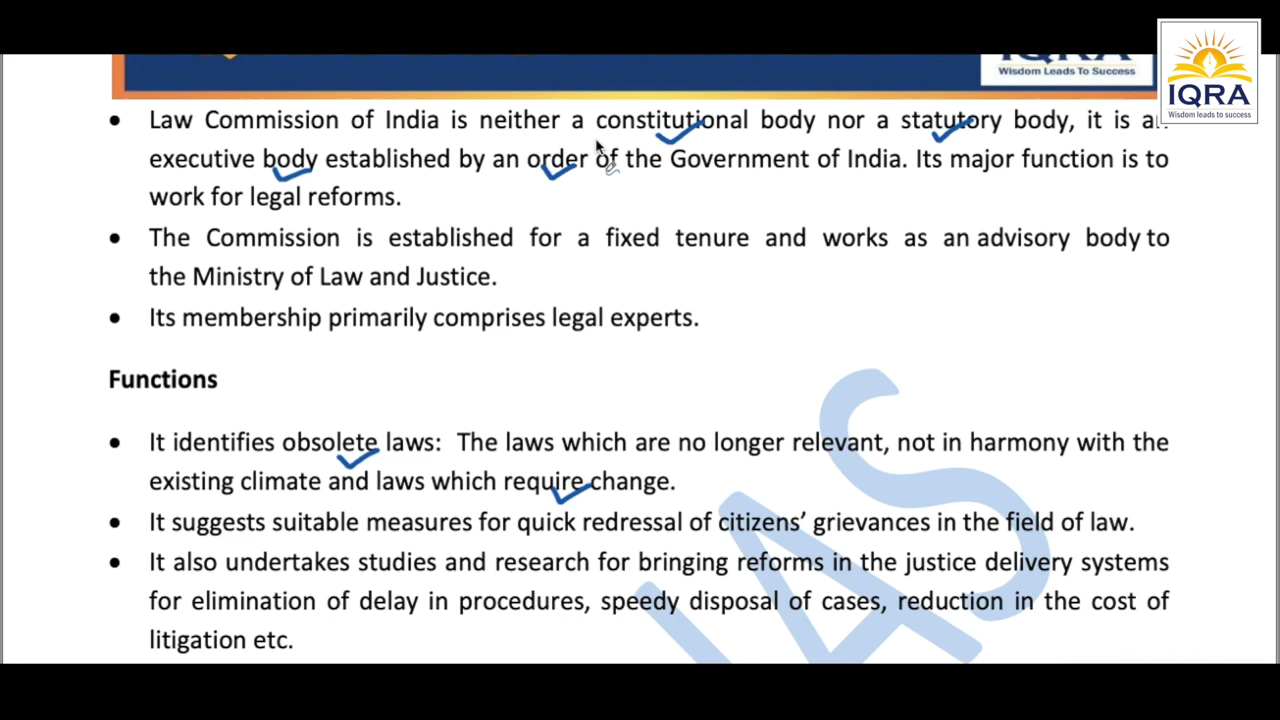 IQRA
Wisdom Leads To Success
IQRA
Wisdom leads to success
• Law Commission of India is neither a constitutional body nor a statutory body, it is an
executive body established by an order of the Government of India. Its major function is to
work for legal reforms.
• The Commission is established for a fixed tenure and works as an advisory body to
the Ministry of Law and Justice.
• Its membership primarily comprises legal experts.
Functions
• It identifies obsolete laws: The laws which are no longer relevant, not in harmony with the
existing climate and laws which require change.
• It suggests suitable measures for quick redressal of citizens’ grievances in the field of law.
• It also undertakes studies and research for bringing reforms in the justice delivery systems
for elimination of delay in procedures, speedy disposal of cases, reduction in the cost of
litigation etc.
IAS